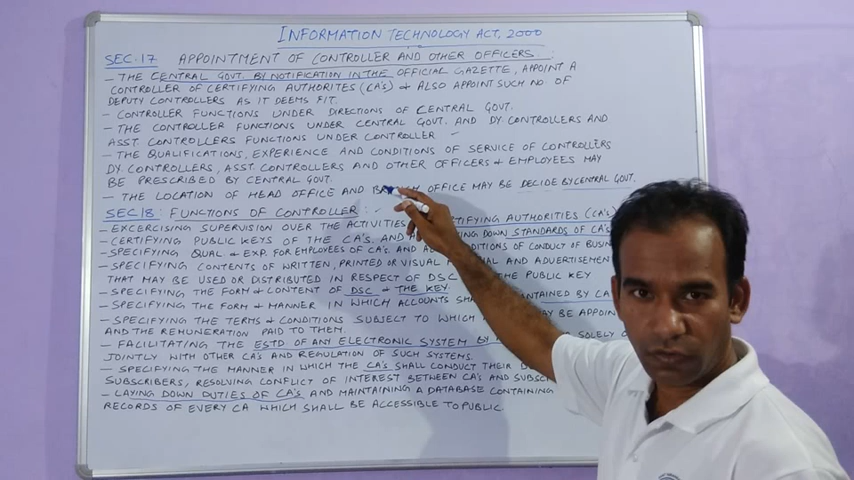 INFORMATION TECHNOLOGY ACT, 2000
SEC.17 APPOINTMENT OF CONTROLLER AND OTHER OFFICERS :
- THE CENTRAL GOVT. BY NOTIFICATION IN THE OFFICIAL GAZETTE, APPOINT A
CONTROLLER OF CERTIFYING AUTHORITES (CA's) & ALSO APPOINT SUCH NO. OF
DEPUTY CONTROLLERS AS IT DEEMS FIT.
- CONTROLLER FUNCTIONS UNDER DIRECTIONS OF CENTRAL GOVT.
- THE CONTROLLER FUNCTIONS UNDER CENTRAL GOVT. AND DY. CONTROLLERS AND
ASST. CONTROLLERS FUNCTIONS UNDER CONTROLLER
- THE QUALIFICATIONS, EXPERIENCE AND CONDITIONS OF SERVICE OF CONTROLLERS
DY. CONTROLLERS, ASST. CONTROLLERS AND OTHER OFFICERS & EMPLOYEES MAY
BE PRESCRIBED BY CENTRAL GOVT.
- THE LOCATION OF HEAD OFFICE AND OFFICE MAY BE DECIDE BY CENTRAL GOVT.
SEC 18 : FUNCTIONS OF CONTROLLER :
- EXCERCISING SUPERVISION OVER THE ACTIVITIES CERTIFYING AUTHORITIES (CA's)
- CERTIFYING PUBLIC KEYS OF THE CA's. AND DOWN STANDARDS OF CA's
- SPECIFYING QUAL. & EXP. FOR EMPLOYEES OF CA's. AND CONDITIONS OF CONDUCT OF
- SPECIFYING CONTENTS OF WRITTEN, PRINTED OR VISUAL AND
THAT MAY BE USED OR DISTRIBUTED IN RESPECT OF DSC THE PUBLIC KEY
- SPECIFYING THE FORM & CONTENT OF DSC & THE KEY.
- SPECIFYING THE FORM & MANNER IN WHICH ACCOUNTS BY
- SPECIFYING THE TERMS & CONDITIONS SUBJECT TO WHICH MAY BE
AND THE REMUNERATION PAID TO THEM.
- FACILITATING THE ESTD OF ANY ELECTRONIC SYSTEM BY SOLELY
JOINTLY WITH OTHER CA's AND REGULATION OF SUCH SYSTEMS.
- SPECIFYING THE MANNER IN WHICH THE CA's SHALL CONDUCT THEIR
SUBSCRIBERS, RESOLVING CONFLICT OF INTEREST BETWEEN CA's AND
- LAYING DOWN DUTIES OF CA's AND MAINTAINING A DATABASE CONTAINING
RECORDS OF EVERY CA WHICH SHALL BE ACCESSIBLE TO PUBLIC.